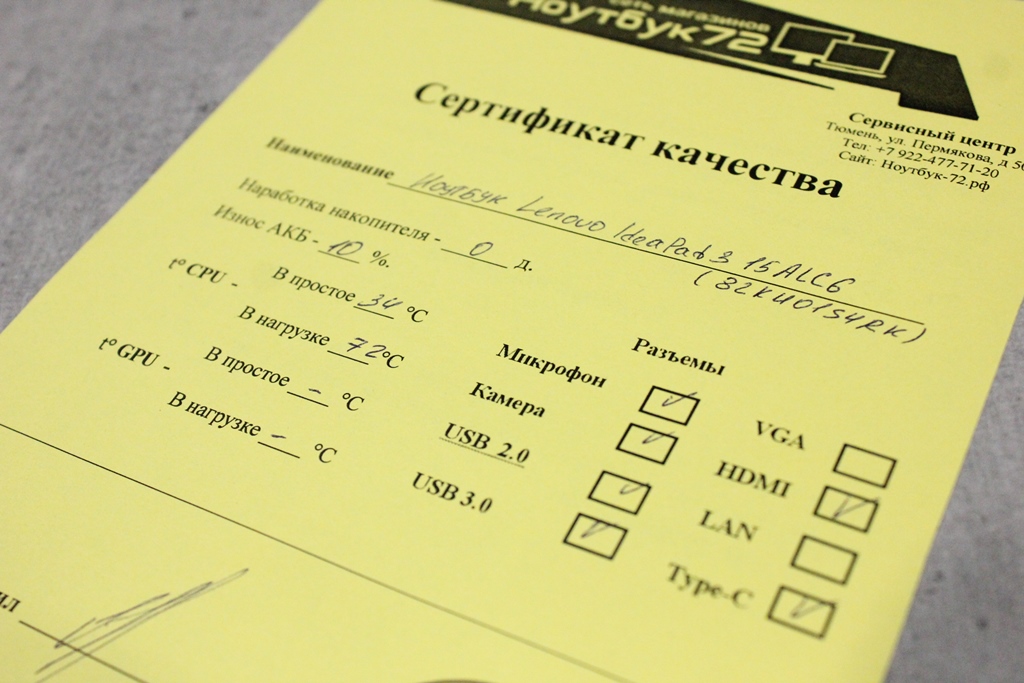 сеть магазинов
Ноутбук72
Сервисный центр
Тюмень, ул. Пермякова, д 50
Тел: +7 922-477-71-20
Сайт: Ноутбук-72.рф
Сертификат качества
Наименование Ноутбук Lenovo IdeaPad 3 15ALC6
(82KU01S4RK)
Наработка накопителя - 0 д.
Износ АКБ - 10 %.
t° CPU - В простое 34 °C
В нагрузке 72 °C
t° GPU - В простое - °C
В нагрузке - °C
Разъемы
Микрофон ✓ VGA
Камера ✓ HDMI ✓
USB 2.0 ✓ LAN
USB 3.0 ✓ Type-C ✓